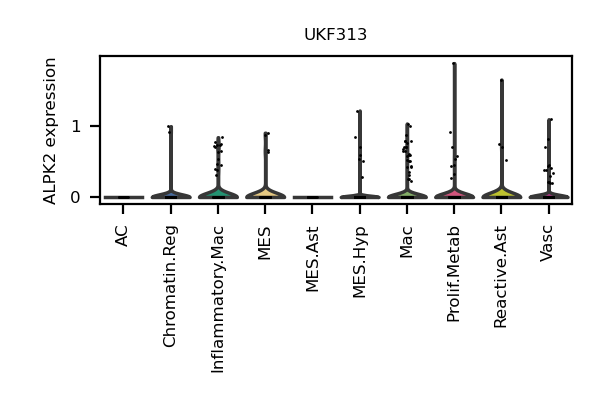 UKF313
ALPK2 expression
1
0
AC
Chromatin.Reg
Inflammatory.Mac
MES
MES.Ast
MES.Hyp
Mac
Prolif.Metab
Reactive.Ast
Vasc